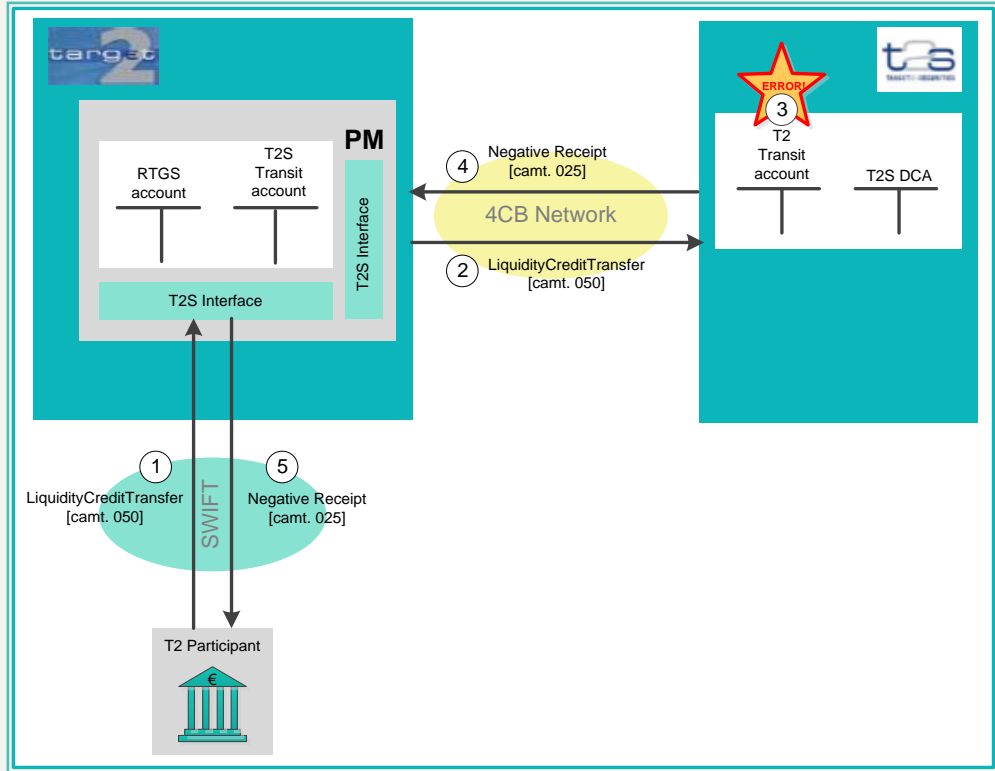 target
2
PM
RTGS
account
T2S
Transit
account
T2S Interface
T2S Interface
4
Negative Receipt
[camt. 025]
4CB Network
2
LiquidityCreditTransfer
[camt. 050]
t2s
ERROR!
3
T2
Transit
account
T2S DCA
1
LiquidityCreditTransfer
[camt. 050]
SWIFT
5
Negative Receipt
[camt. 025]
T2 Participant
€